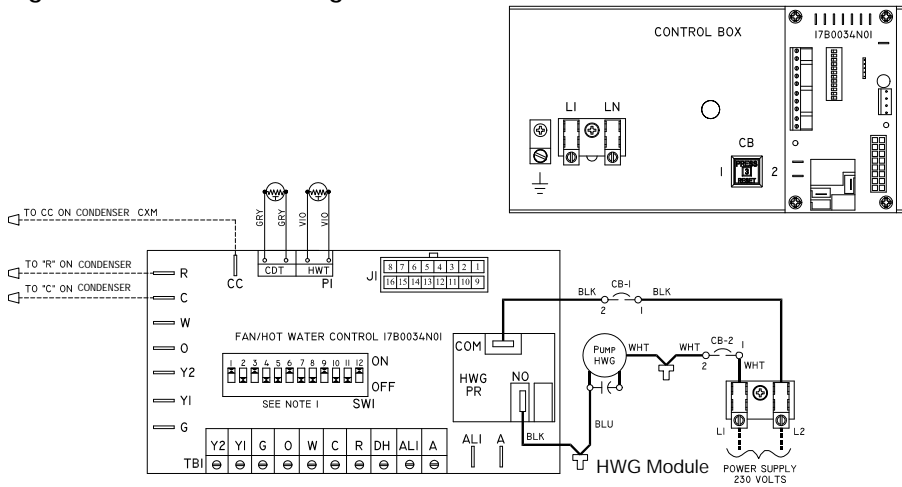 CONTROL BOX
17B0034N01
L1 LN
CB
1 2
PRESS
3
RESET
TO CC ON CONDENSER CXM
GRY GRY VIO VIO
TO "R" ON CONDENSER
TO "C" ON CONDENSER
CC
CDT HWT
P1
J1
8 7 6 5 4 3 2 1
16 15 14 13 12 11 10 9
R
C
W
O
Y2
Y1
G
FAN/HOT WATER CONTROL 17B0034N01
1 2 3 4 5 6 7 8 9 10 11 12
ON
OFF
SEE NOTE 1
SW1
COM
HWG
PR
NO
BLK
CB-1
BLK
2 1
PUMP
HWG
WHT
WHT
CB-2
2 1
WHT
BLU
BLK
L1 L2
Y2 Y1 G O W C R DH AL1 A
TB1
AL1 A
HWG Module
POWER SUPPLY
230 VOLTS